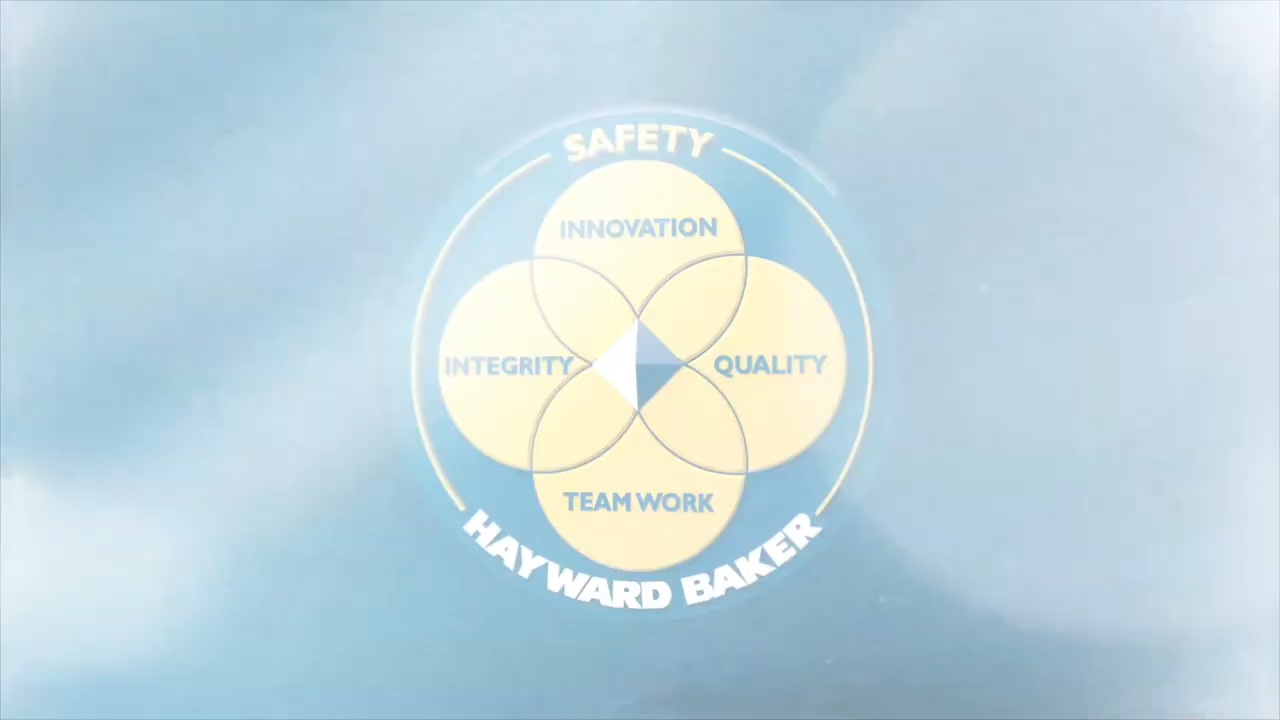 SAFETY
INNOVATION
INTEGRITY
QUALITY
TEAM WORK
HAYWARD BAKER